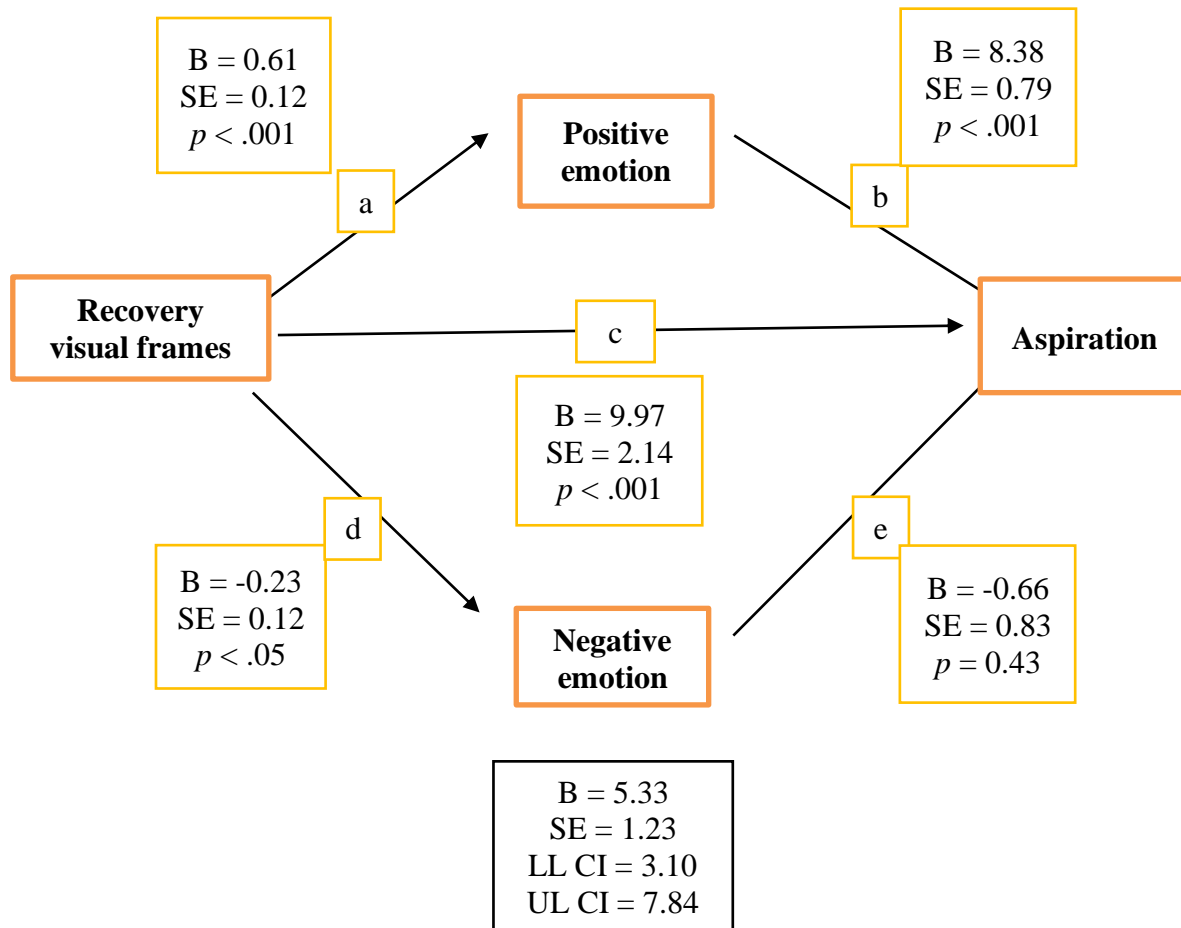 B = 0.61
SE = 0.12
p < .001
B = 8.38
SE = 0.79
p < .001
Positive
emotion
a
b
Recovery
visual frames
c
Aspiration
B = 9.97
SE = 2.14
p < .001
d
e
B = -0.23
SE = 0.12
p < .05
B = -0.66
SE = 0.83
p = 0.43
Negative
emotion
B = 5.33
SE = 1.23
LL CI = 3.10
UL CI = 7.84